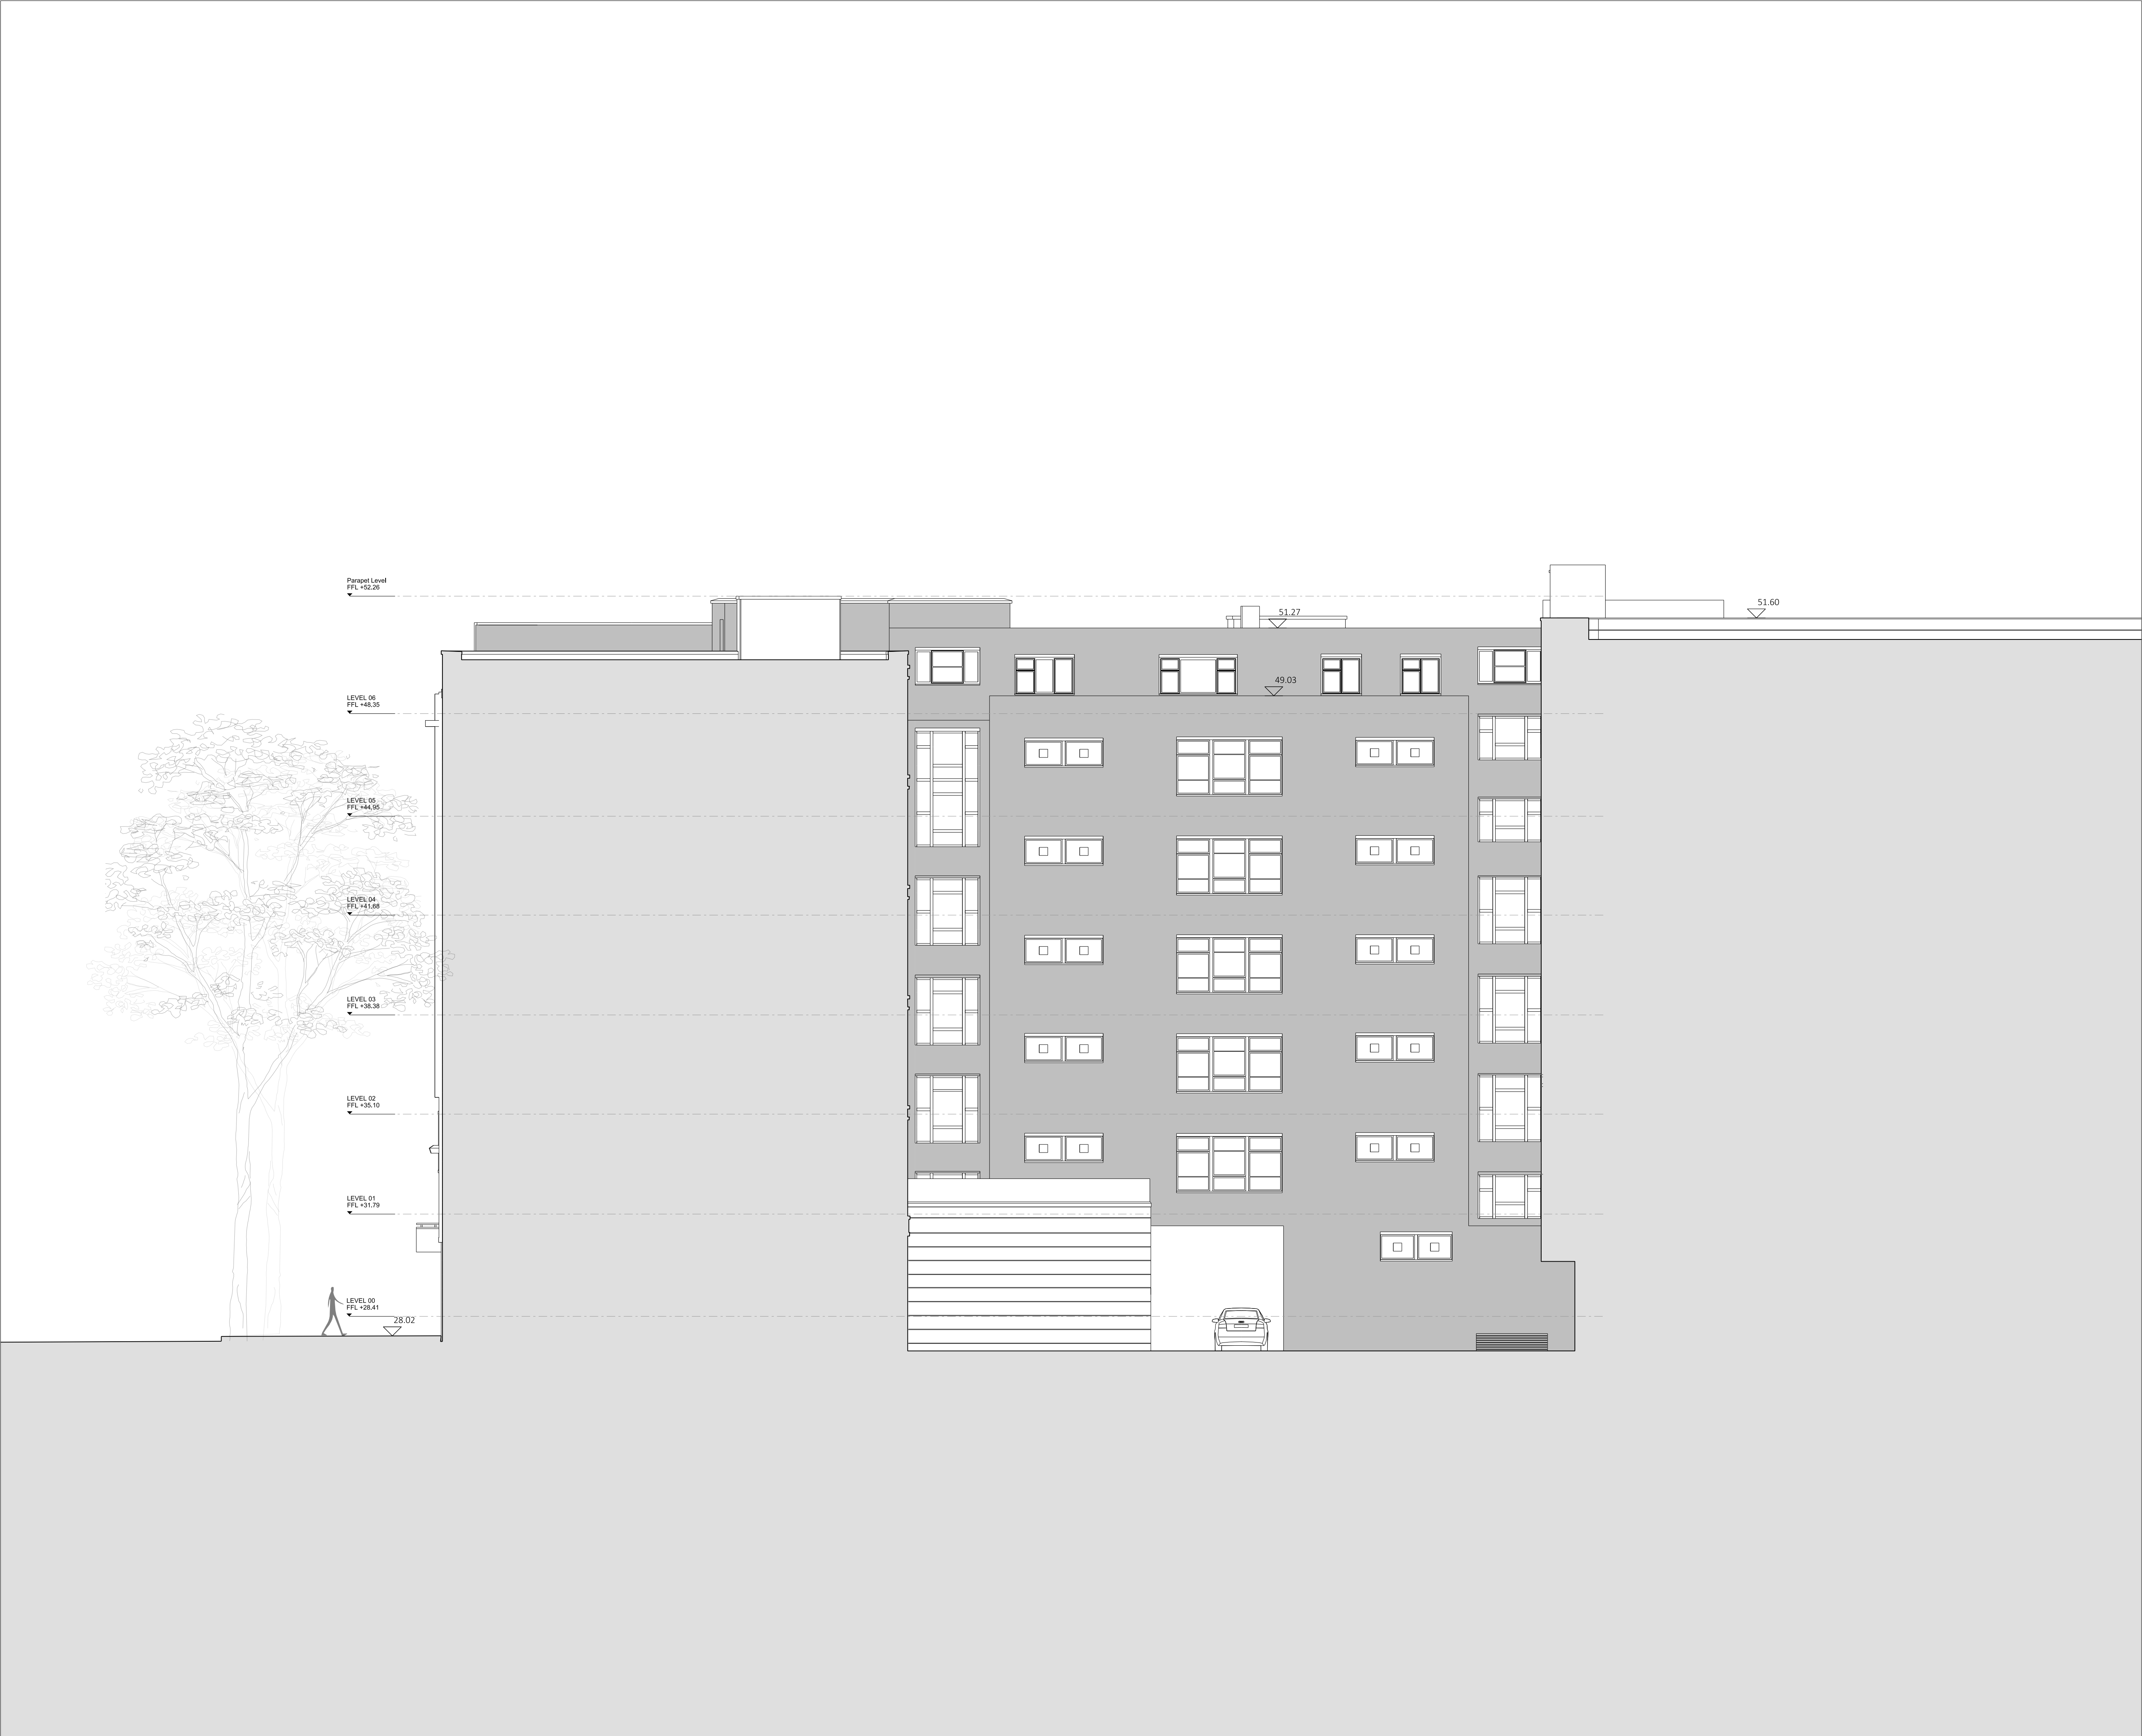 Parapet Level
FFL +52.26
51.60
51.27
49.03
LEVEL 06
FFL +48.35
LEVEL 05
FFL +44.95
LEVEL 04
FFL +41.68
LEVEL 03
FFL +38.38
LEVEL 02
FFL +35.10
LEVEL 01
FFL +31.79
LEVEL 00
FFL +28.41
28.02